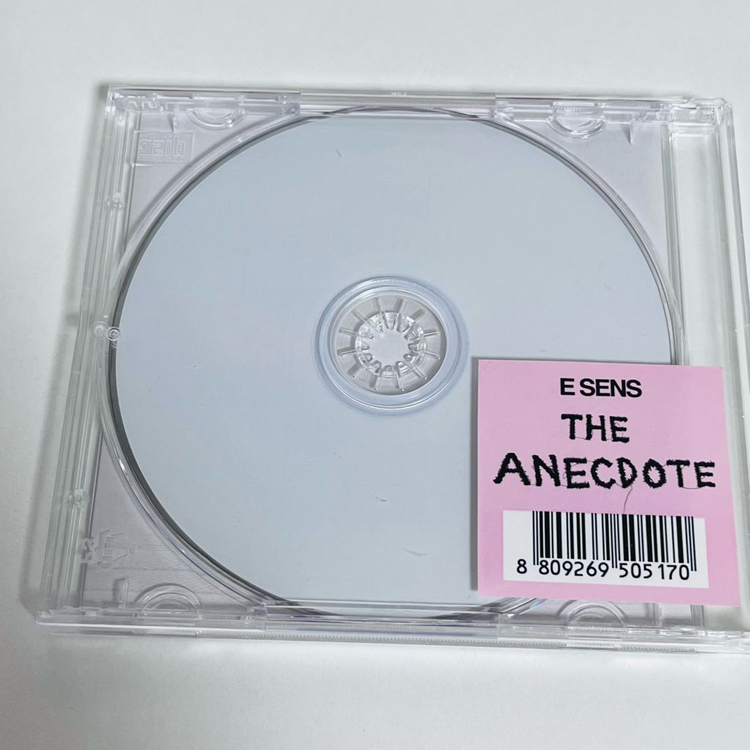 E SENS
THE
ANECDOTE
8 809269 505170